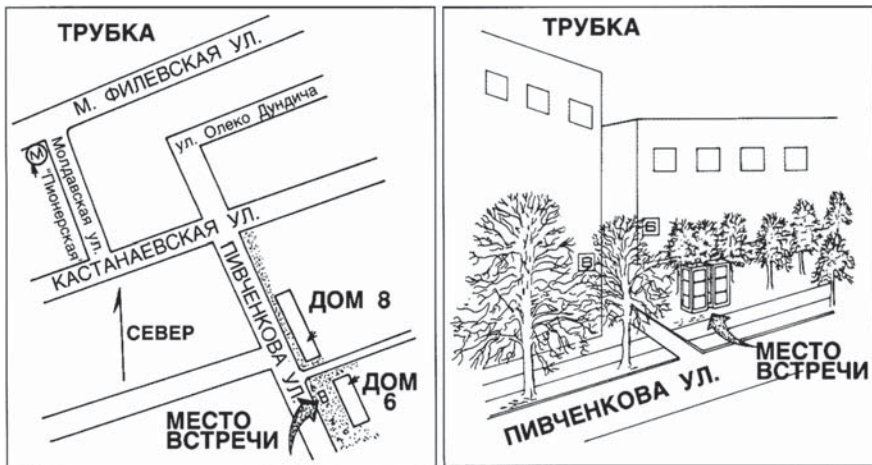 ТРУБКА
М. ФИЛЕВСКАЯ УЛ.
ул. Олеко Дундича
М
"Пионерская
Молдавская ул.
КАСТАНАЕВСКАЯ УЛ.
ПИВЧЕНКОВА УЛ.
ДОМ 8
СЕВЕР
ДОМ
6
МЕСТО
ВСТРЕЧИ
ТРУБКА
6
МЕСТО
ВСТРЕЧИ
ПИВЧЕНКОВА УЛ.